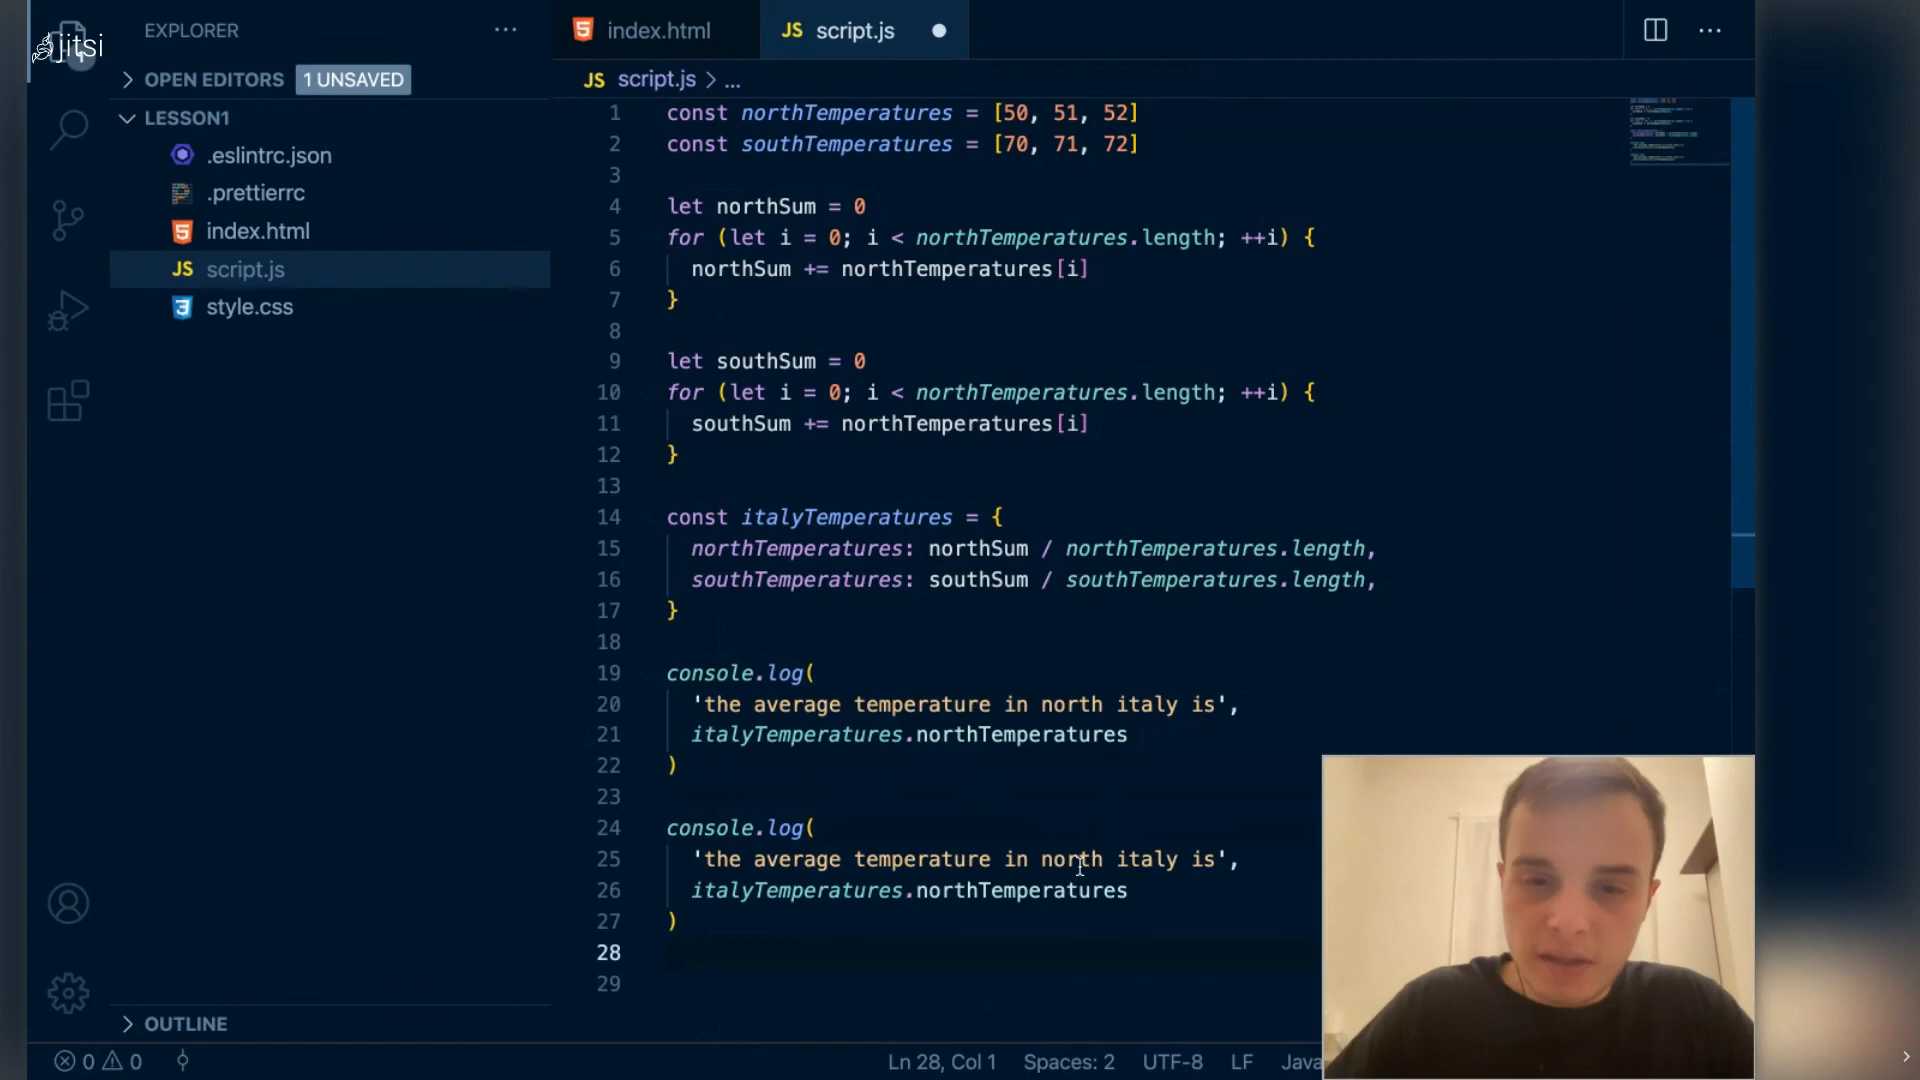 jitsi
EXPLORER
index.html
JS script.js
OPEN EDITORS 1 UNSAVED
JS script.js > ...
LESSON1
.eslintrc.json
.prettierrc
index.html
JS script.js
style.css
1 const northTemperatures = [50, 51, 52]
2 const southTemperatures = [70, 71, 72]
3
4 let northSum = 0
5 for (let i = 0; i < northTemperatures.length; ++i) {
6 northSum += northTemperatures[i]
7 }
8
9 let southSum = 0
10 for (let i = 0; i < northTemperatures.length; ++i) {
11 southSum += northTemperatures[i]
12 }
13
14 const italyTemperatures = {
15 northTemperatures: northSum / northTemperatures.length,
16 southTemperatures: southSum / southTemperatures.length,
17 }
18
19 console.log(
20 'the average temperature in north italy is',
21 italyTemperatures.northTemperatures
22 )
23
24 console.log(
25 'the average temperature in north italy is',
26 italyTemperatures.northTemperatures
27 )
28
29
OUTLINE
0 0 Ln 28, Col 1 Spaces: 2 UTF-8 LF Java